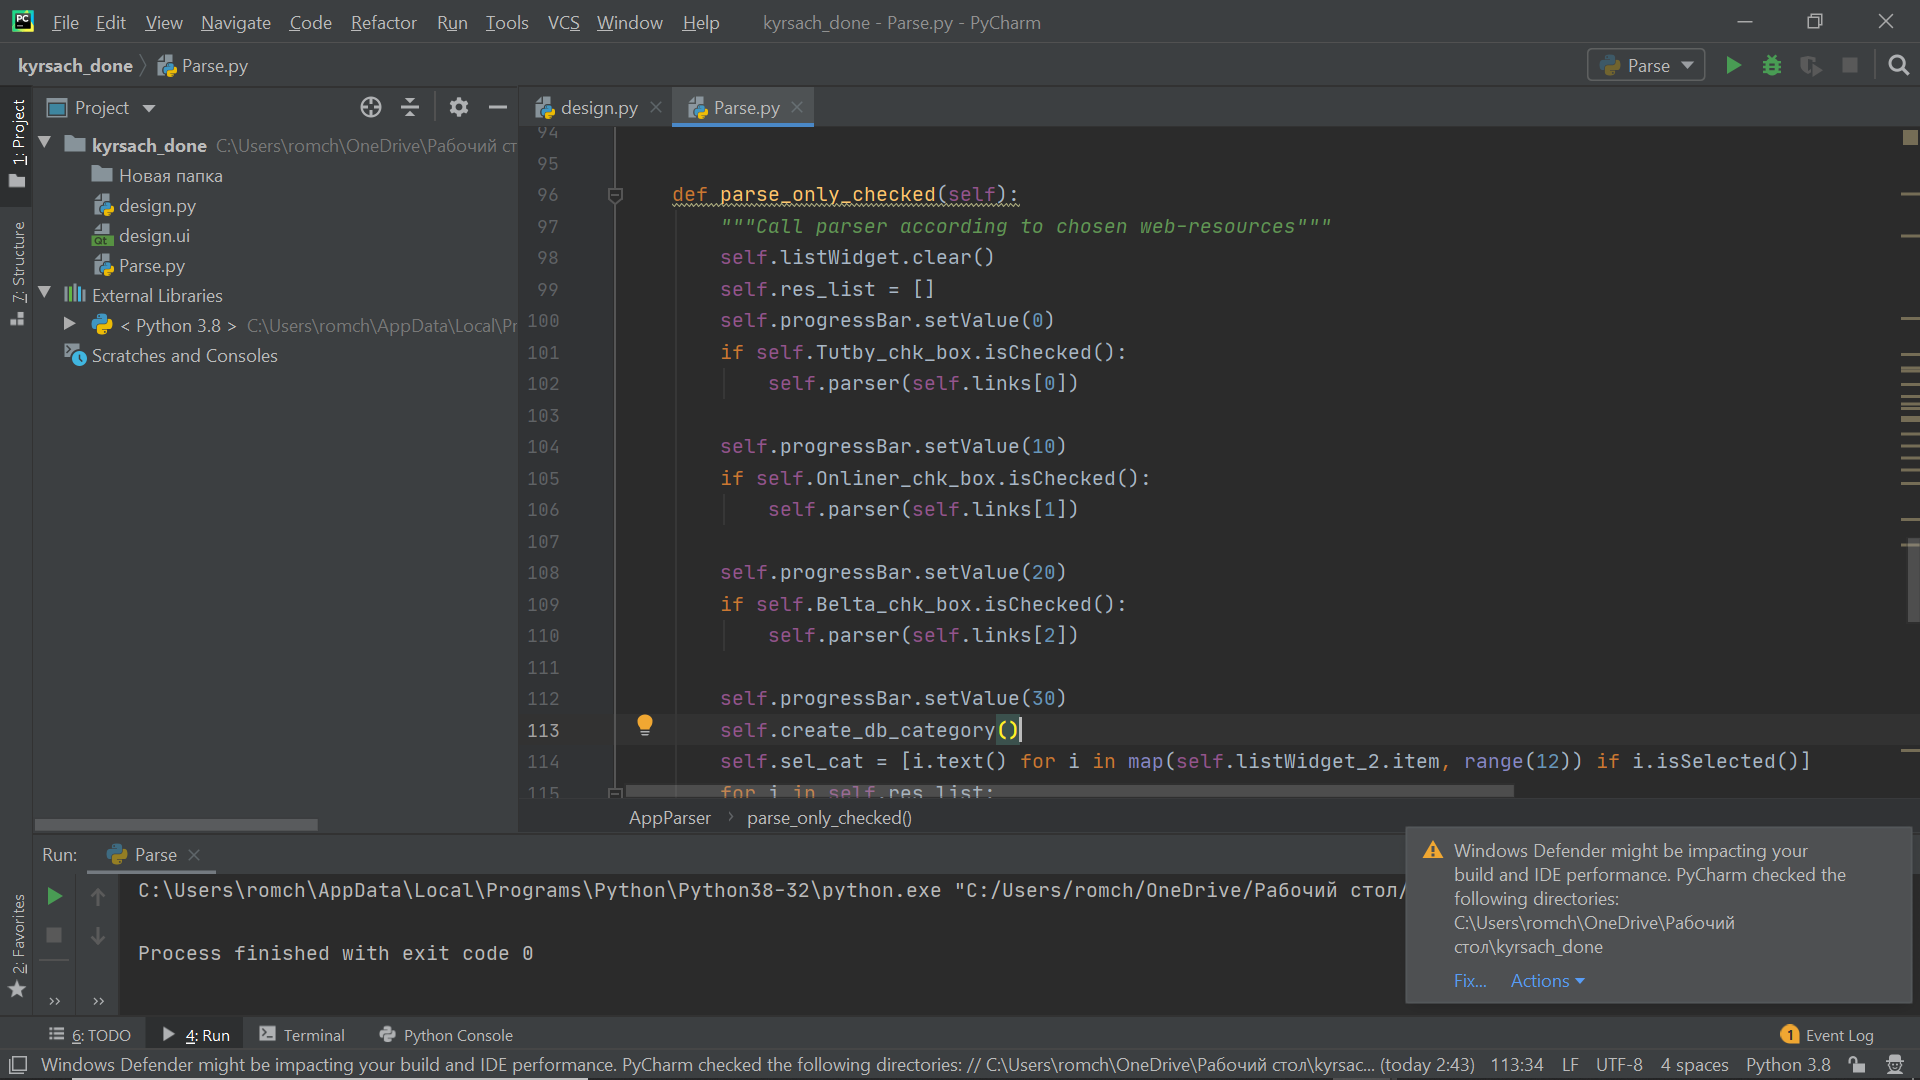 PC File Edit View Navigate Code Refactor Run Tools VCS Window Help kyrsach_done - Parse.py - PyCharm
kyrsach_done Parse.py Parse
1: Project
7: Structure
2: Favorites
Project
kyrsach_done C:\Users\romch\OneDrive\Рабочий ст
Новая папка
design.py
design.ui
Parse.py
External Libraries
< Python 3.8 > C:\Users\romch\AppData\Local\Pr
Scratches and Consoles
design.py Parse.py
94
95
96 def parse_only_checked(self):
97 """Call parser according to chosen web-resources"""
98 self.listWidget.clear()
99 self.res_list = []
100 self.progressBar.setValue(0)
101 if self.Tutby_chk_box.isChecked():
102 self.parser(self.links[0])
103
104 self.progressBar.setValue(10)
105 if self.Onliner_chk_box.isChecked():
106 self.parser(self.links[1])
107
108 self.progressBar.setValue(20)
109 if self.Belta_chk_box.isChecked():
110 self.parser(self.links[2])
111
112 self.progressBar.setValue(30)
113 self.create_db_category()
114 self.sel_cat = [i.text() for i in map(self.listWidget_2.item, range(12)) if i.isSelected()]
115 for i in self.res_list:
AppParser › parse_only_checked()
Run: Parse
C:\Users\romch\AppData\Local\Programs\Python\Python38-32\python.exe "C:/Users/romch/OneDrive/Рабочий стол/
Process finished with exit code 0
Windows Defender might be impacting your
build and IDE performance. PyCharm checked the
following directories:
C:\Users\romch\OneDrive\Рабочий
стол\kyrsach_done
Fix... Actions
6: TODO 4: Run Terminal Python Console 1 Event Log
Windows Defender might be impacting your build and IDE performance. PyCharm checked the following directories: // C:\Users\romch\OneDrive\Рабочий стол\kyrsac... (today 2:43) 113:34 LF UTF-8 4 spaces Python 3.8